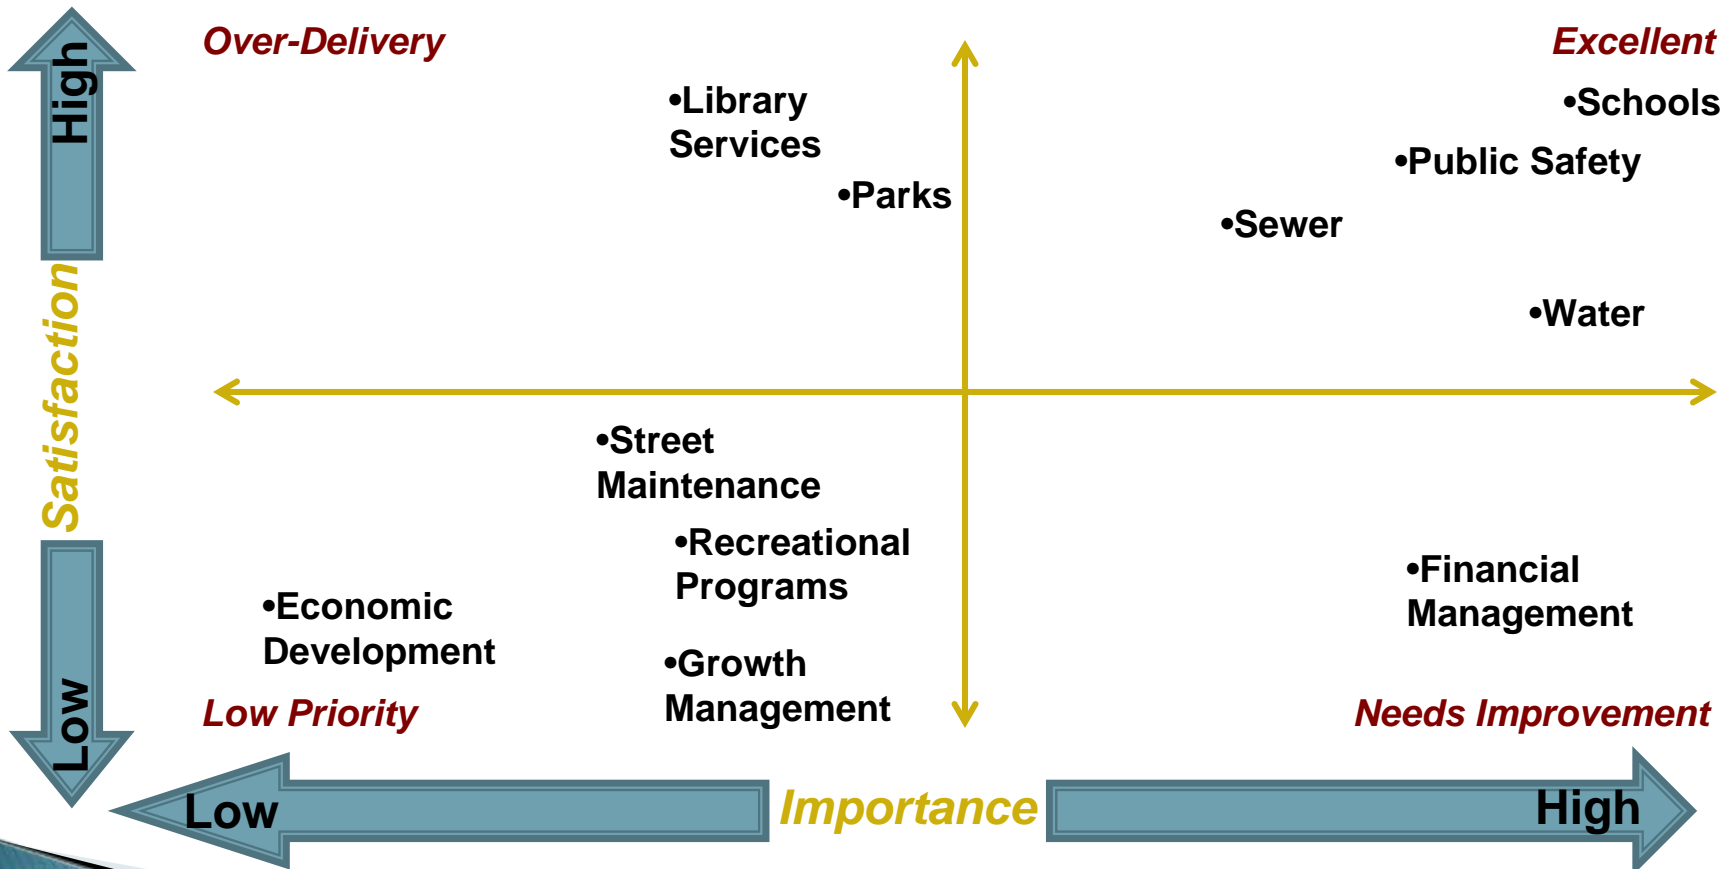 High
Over-Delivery
Excellent
•Library
Services
•Schools
•Public Safety
•Parks
•Sewer
•Water
Satisfaction
•Street
Maintenance
•Recreational
Programs
•Financial
Management
•Economic
Development
•Growth
Management
Low
Low Priority
Needs Improvement
Low
Importance
High